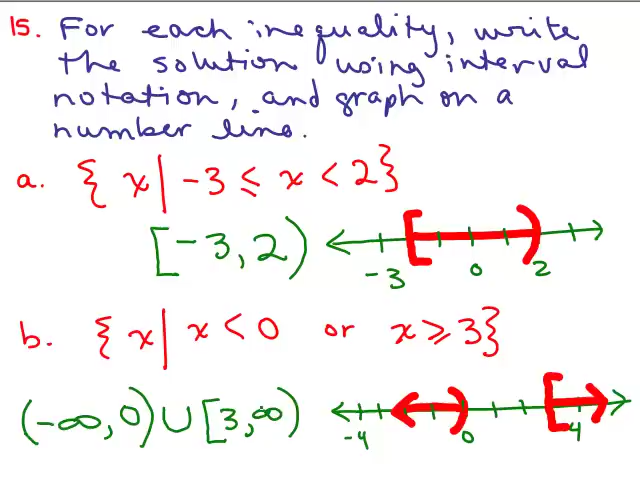 15. For each inequality, write
the solution using interval
notation, and graph on a
number line.
a. { x | -3 ≤ x < 2 }
[-3, 2)
-3 0 2
b. { x | x < 0 or x ≥ 3 }
(-∞, 0) ∪ [3, ∞)
-4 0 4